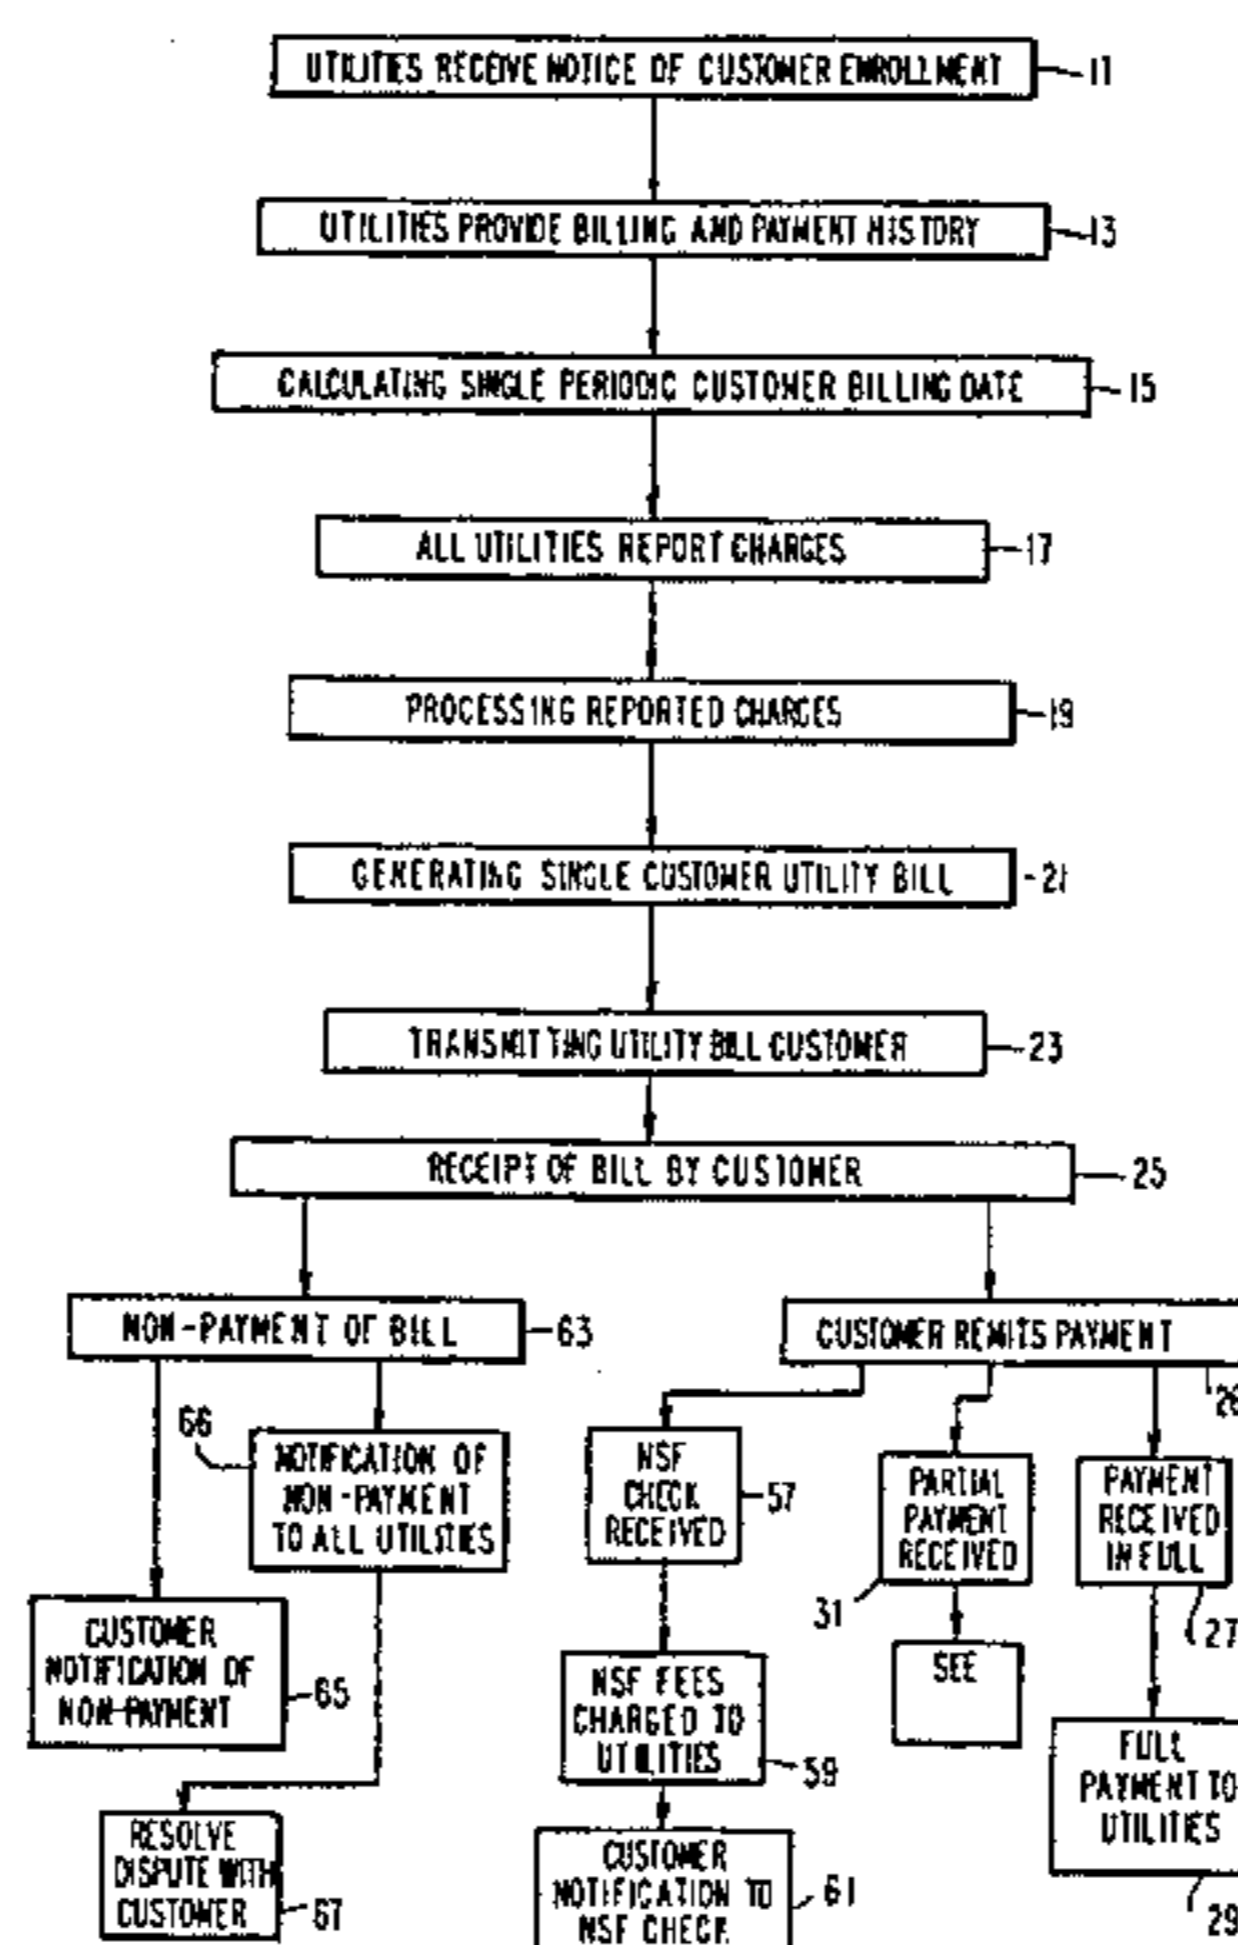 UTILITIES RECEIVE NOTICE OF CUSTOMER ENROLLMENT
11
UTILITIES PROVIDE BILLING AND PAYMENT HISTORY
13
CALCULATING SINGLE PERIODIC CUSTOMER BILLING DATE
15
ALL UTILITIES REPORT CHARGES
17
PROCESSING REPORTED CHARGES
19
GENERATING SINGLE CUSTOMER UTILITY BILL
21
TRANSMITTING UTILITY BILL CUSTOMER
23
RECEIPT OF BILL BY CUSTOMER
25
NON-PAYMENT OF BILL
63
CUSTOMER REMITS PAYMENT
66
NOTIFICATION OF
NON-PAYMENT
TO ALL UTILITIES
CUSTOMER
NOTIFICATION OF
NON-PAYMENT
65
RESOLVE
DISPUTE WITH
CUSTOMER
67
NSF
CHECK
RECEIVED
57
NSF FEES
CHARGED TO
UTILITIES
59
CUSTOMER
NOTIFICATION TO
NSF CHECK
61
PARTIAL
PAYMENT
RECEIVED
31
SEE
PAYMENT
RECEIVED
IN FULL
27
FULL
PAYMENT TO
UTILITIES
29